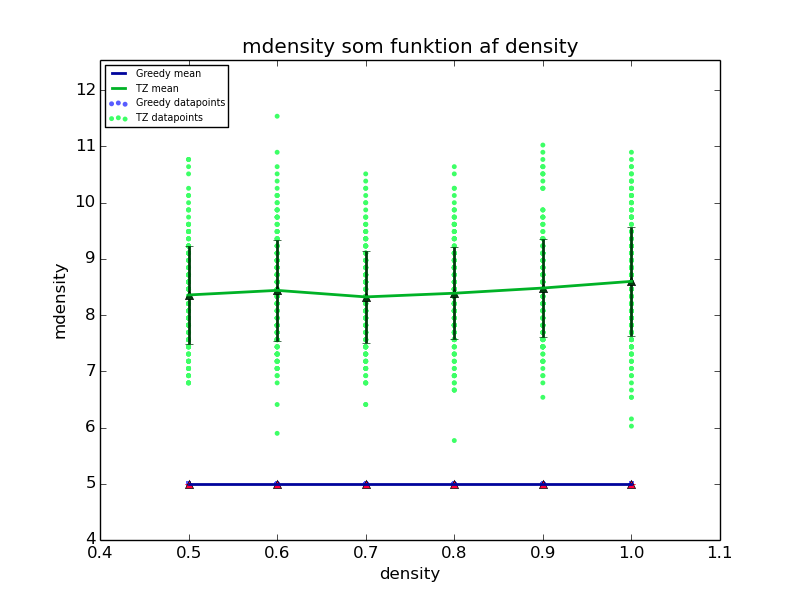 mdensity som funktion af density
Greedy mean
TZ mean
Greedy datapoints
TZ datapoints
12
11
10
9
8
7
6
5
4
mdensity
0.4 0.5 0.6 0.7 0.8 0.9 1.0 1.1
density